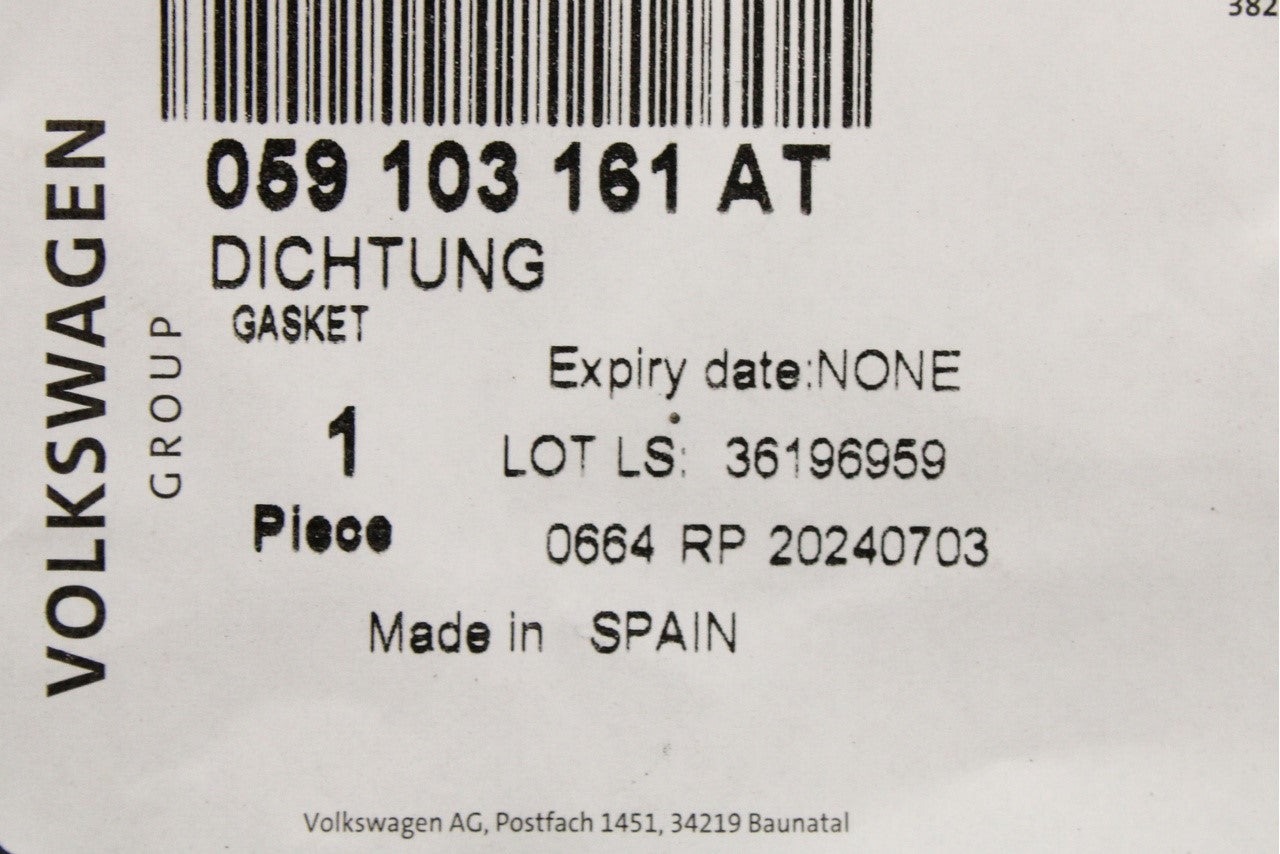 382
059 103 161 AT
DICHTUNG
GASKET
Expiry date:NONE
1
LOT LS: 36196959
Piece
0664 RP 20240703
Made in SPAIN
VOLKSWAGEN
GROUP
Volkswagen AG, Postfach 1451, 34219 Baunatal